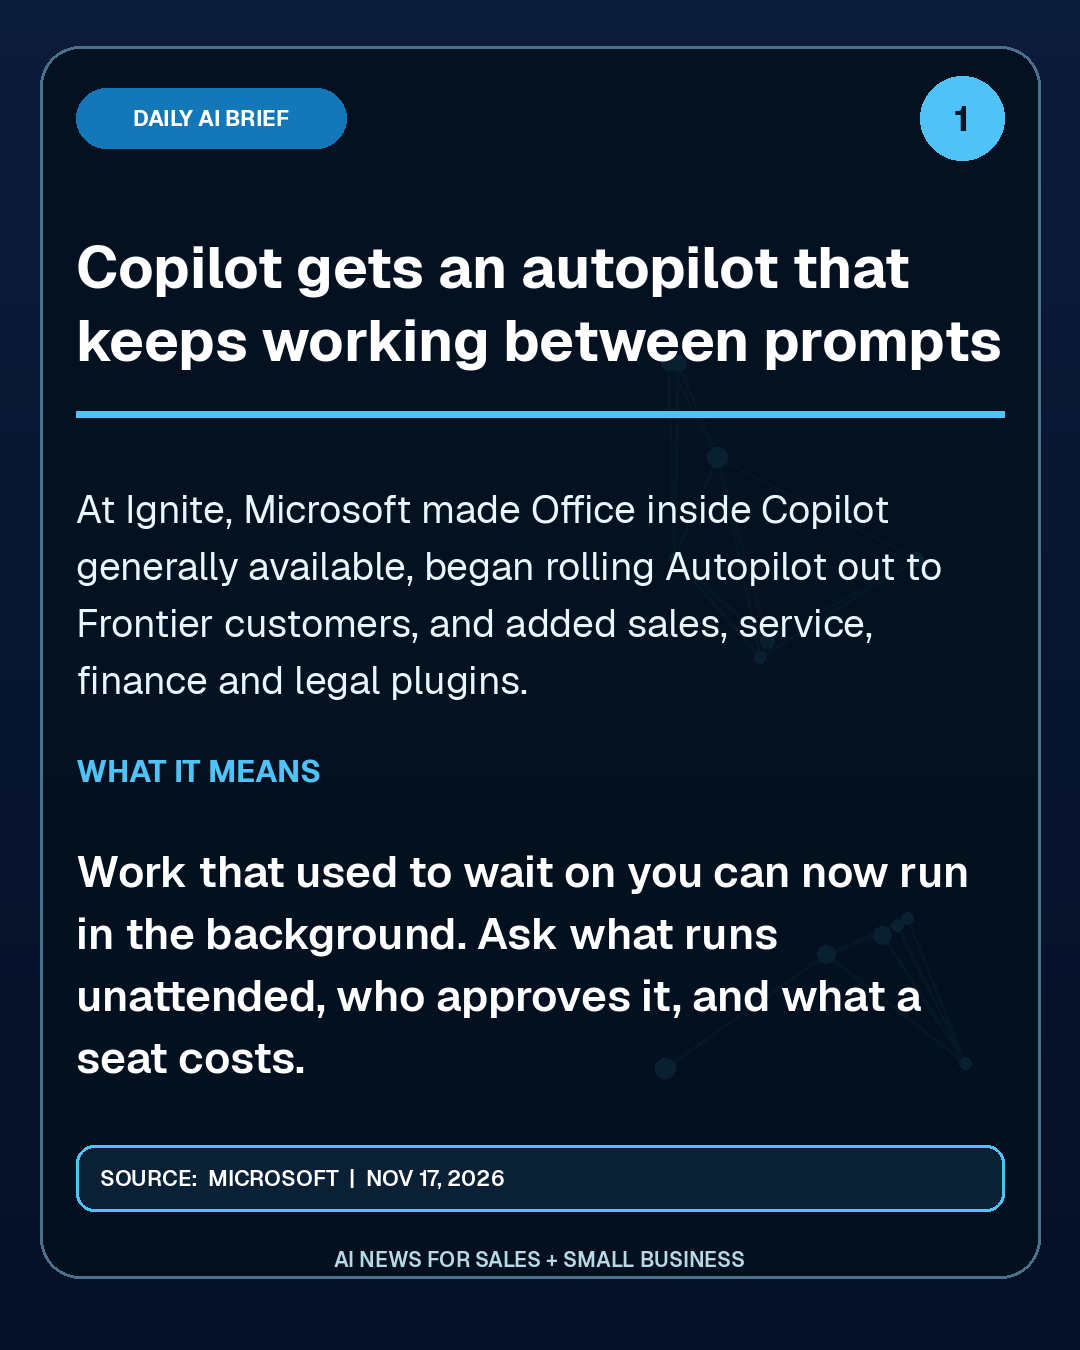 DAILY AI BRIEF
1
Copilot gets an autopilot that
keeps working between prompts
At Ignite, Microsoft made Office inside Copilot
generally available, began rolling Autopilot out to
Frontier customers, and added sales, service,
finance and legal plugins.
WHAT IT MEANS
Work that used to wait on you can now run
in the background. Ask what runs
unattended, who approves it, and what a
seat costs.
SOURCE: MICROSOFT | NOV 17, 2026
AI NEWS FOR SALES + SMALL BUSINESS